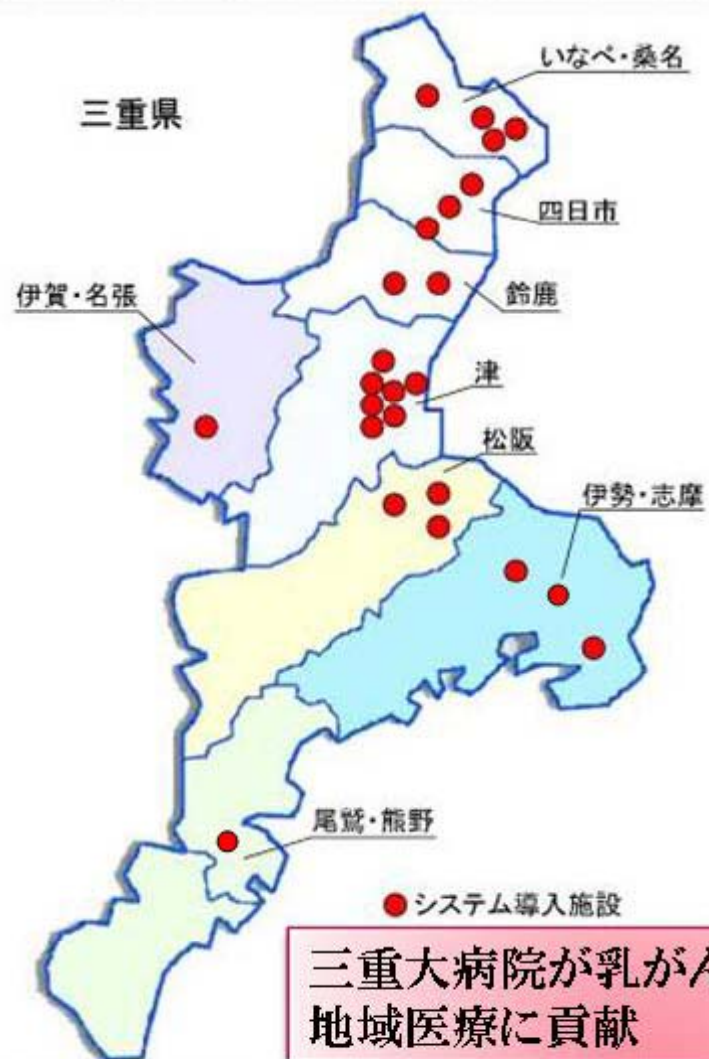 いなべ・桑名
三重県
四日市
伊賀・名張
鈴鹿
津
松阪
伊勢・志摩
尾鷲・熊野
システム導入施設
三重大病院が乳がん
地域医療に貢献